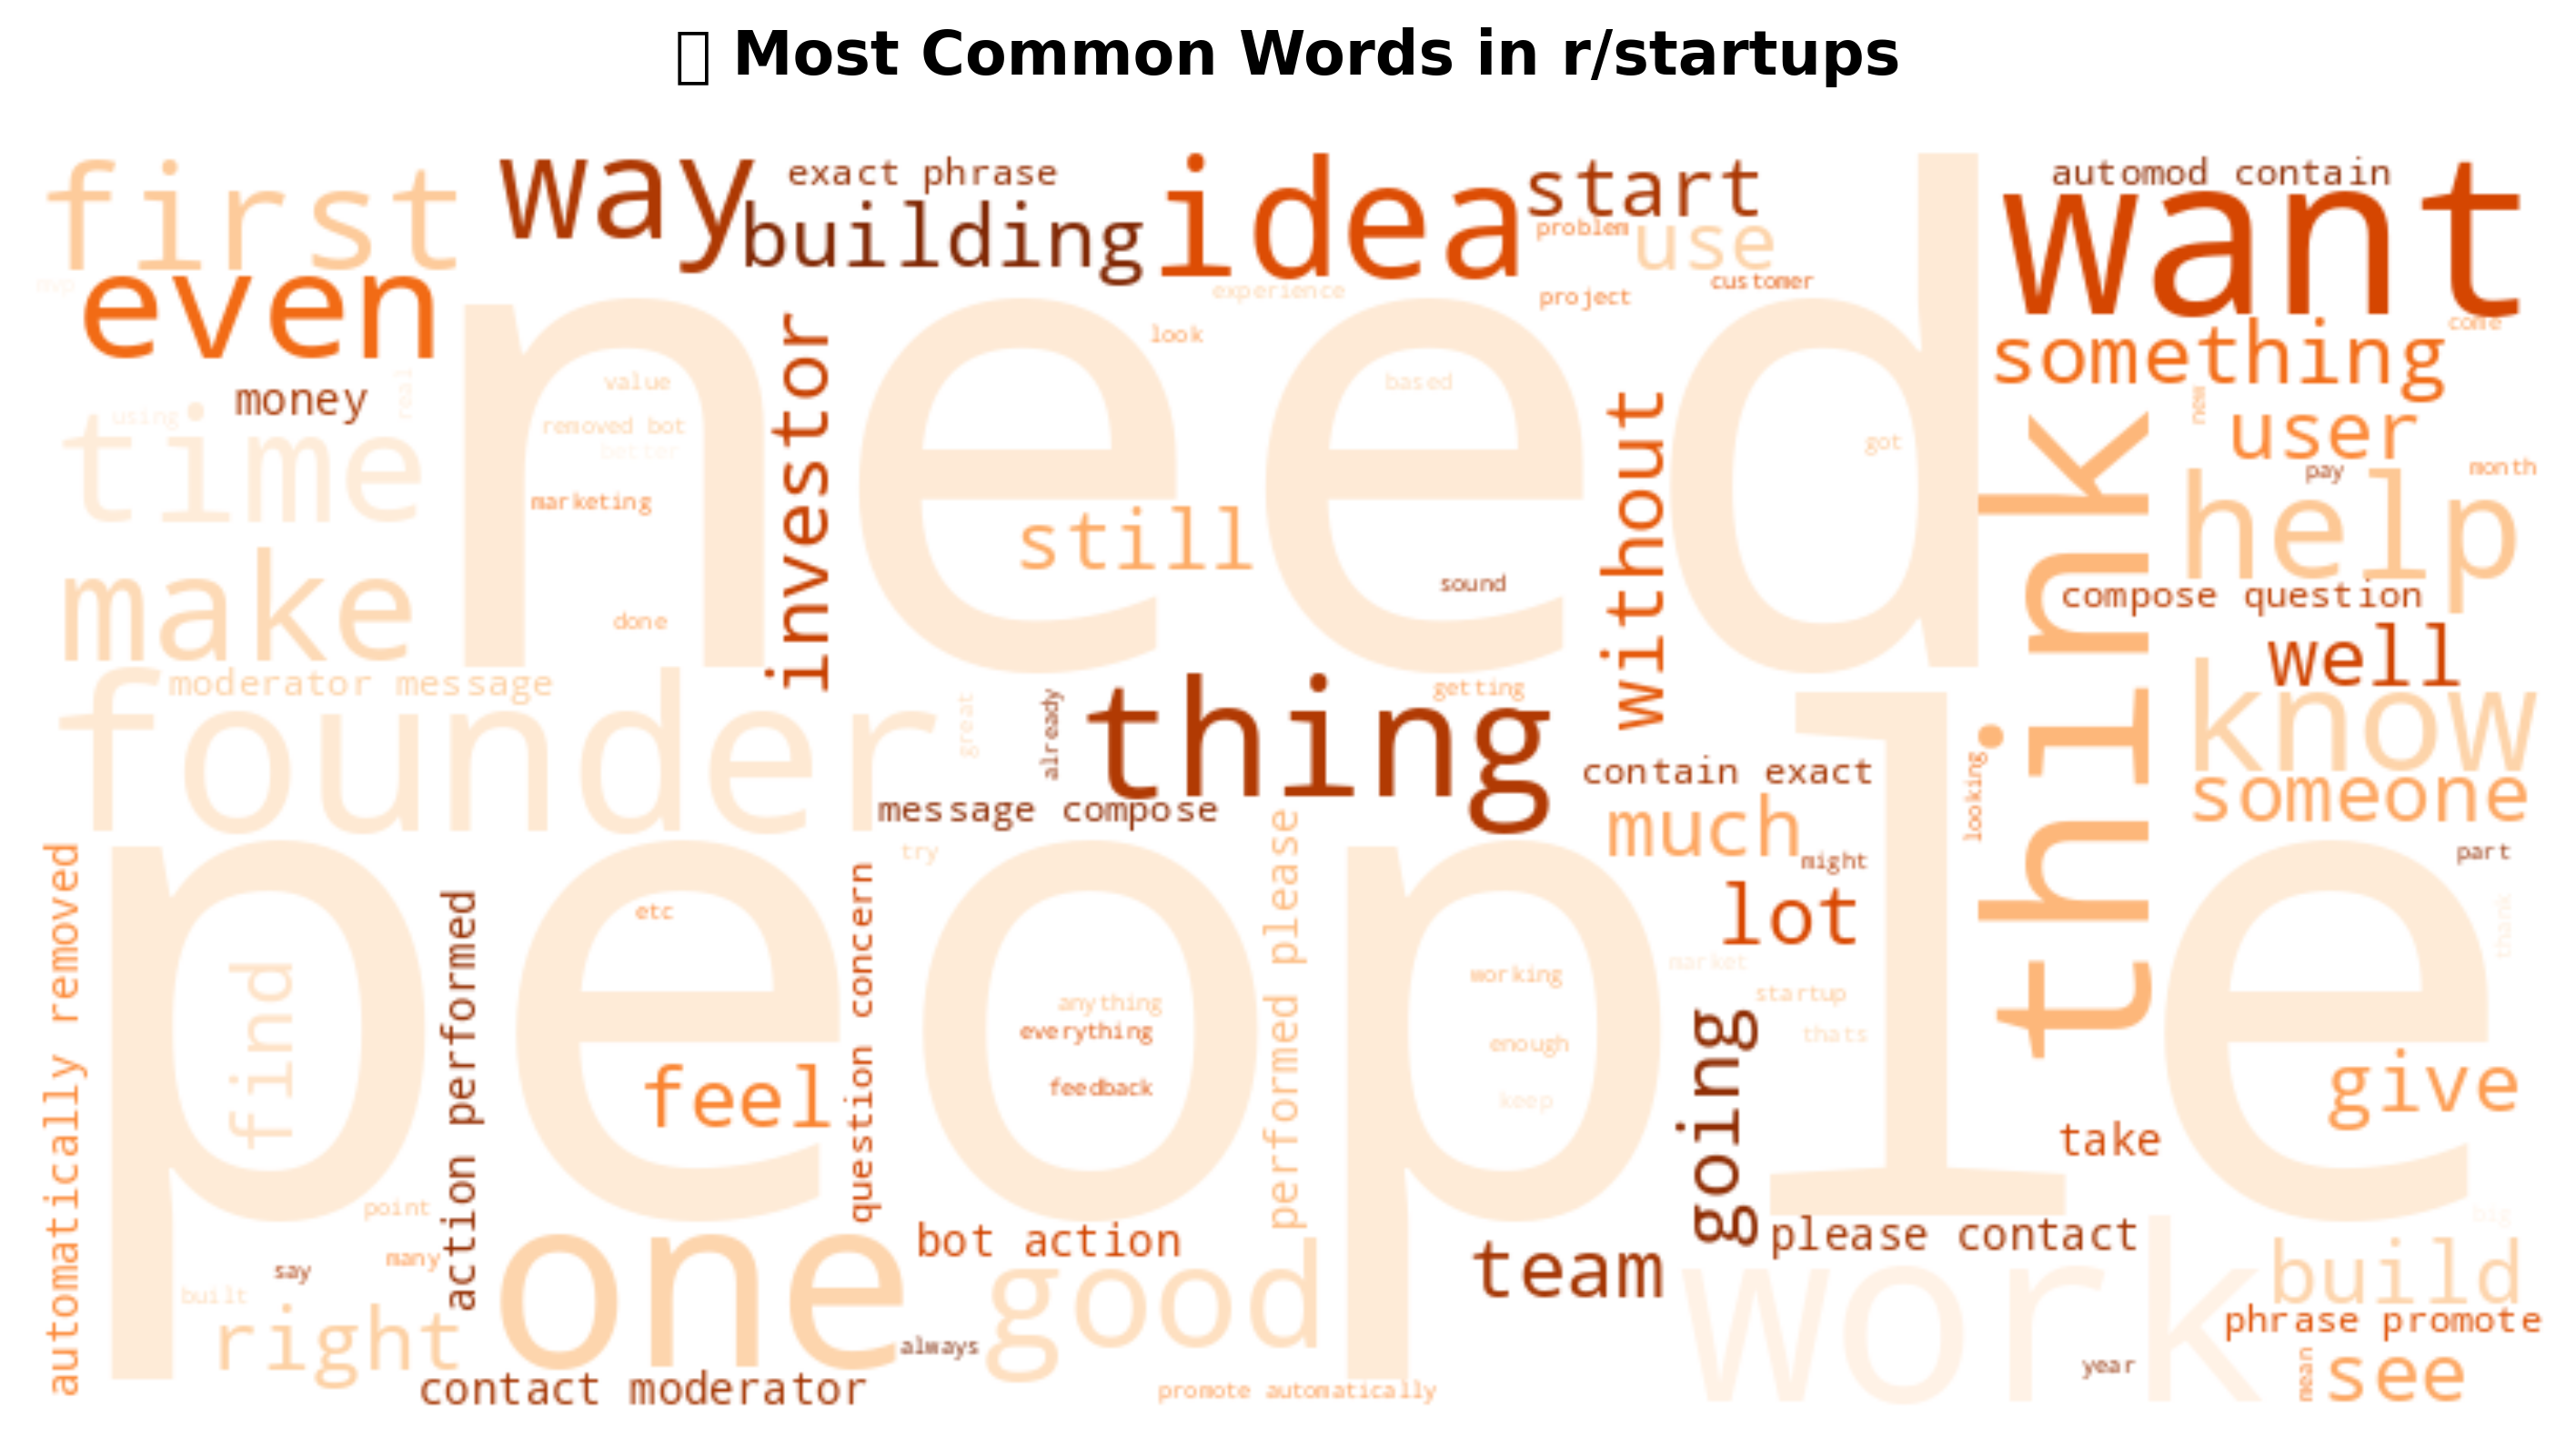 Most Common Words in r/startups
first
way
exact phrase
idea
start
automod contain
want
building
problem
use
even
experience
project
customer
need
look
something
come
money
real
value
investor
based
without
think
new
user
using
time
removed bot
better
got
pay
month
help
marketing
still
make
sound
compose question
done
well
founder
moderator message
great
already
thing
getting
know
contain exact
looking
someone
message compose
much
might
people
try
part
automatically removed
action performed
etc
question concern
performed please
lot
thank
find
working
market
anything
startup
everything
thats
enough
going
feel
feedback
keep
give
take
point
big
one
bot action
team
please contact
work
build
say
many
built
right
good
phrase promote
always
year
mean
see
contact moderator
promote automatically
mvp